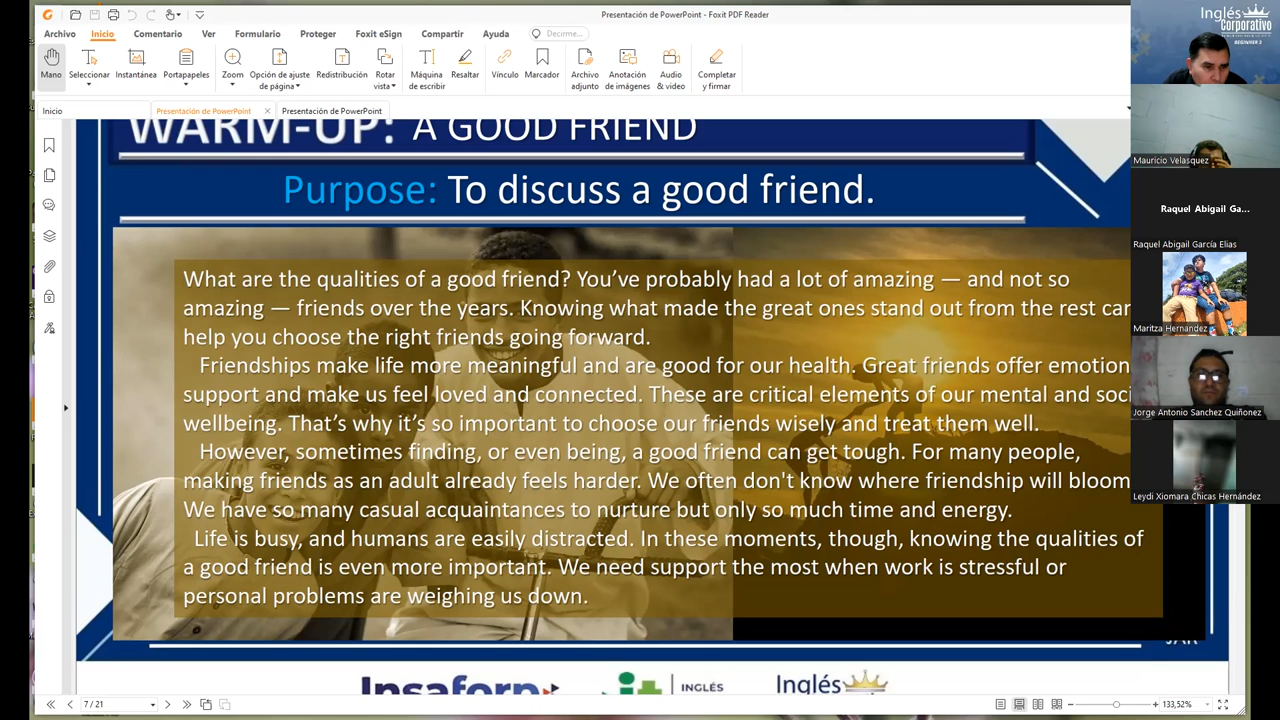 Presentación de PowerPoint - Foxit PDF Reader
Archivo Inicio Comentario Ver Formulario Proteger Foxit eSign Compartir Ayuda Decirme...
Mano Seleccionar Instantánea Portapapeles Zoom Opción de ajuste de página Redistribución Rotar vista Máquina de escribir Resaltar Vínculo Marcador Archivo adjunto Anotación de imágenes Audio & video Completar y firmar
Inicio Presentación de PowerPoint Presentación de PowerPoint
WARM-UP: A GOOD FRIEND
Purpose: To discuss a good friend.
What are the qualities of a good friend? You’ve probably had a lot of amazing — and not so
amazing — friends over the years. Knowing what made the great ones stand out from the rest can
help you choose the right friends going forward.
Friendships make life more meaningful and are good for our health. Great friends offer emotion
support and make us feel loved and connected. These are critical elements of our mental and soci
wellbeing. That’s why it’s so important to choose our friends wisely and treat them well.
However, sometimes finding, or even being, a good friend can get tough. For many people,
making friends as an adult already feels harder. We often don't know where friendship will bloom
We have so many casual acquaintances to nurture but only so much time and energy.
Life is busy, and humans are easily distracted. In these moments, though, knowing the qualities of
a good friend is even more important. We need support the most when work is stressful or
personal problems are weighing us down.
JAR
Insaforp
INGLÉS
Inglés
7 / 21
133,52%
Inglés
Corporativo
BEGINNER 2
Mauricio Velasquez
Raquel Abigail Ga...
Raquel Abigail García Elias
Maritza Hernandez
Jorge Antonio Sanchez Quiñonez
Leydi Xiomara Chicas Hernández